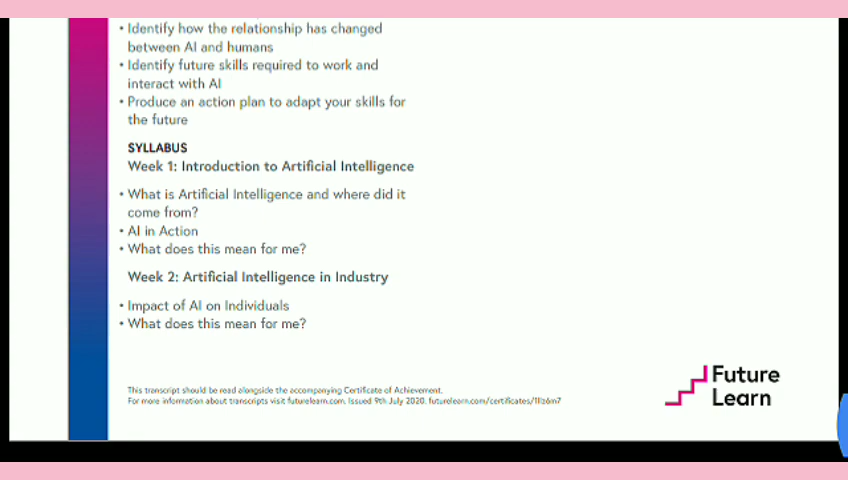 • Identify how the relationship has changed
between AI and humans
• Identify future skills required to work and
interact with AI
• Produce an action plan to adapt your skills for
the future
SYLLABUS
Week 1: Introduction to Artificial Intelligence
• What is Artificial Intelligence and where did it
come from?
• AI in Action
• What does this mean for me?
Week 2: Artificial Intelligence in Industry
• Impact of AI on Individuals
• What does this mean for me?
This transcript should be read alongside the accompanying Certificate of Achievement.
For more information about transcripts visit futurelearn.com. Issued 9th July 2020. futurelearn.com/certificates/
Future
Learn